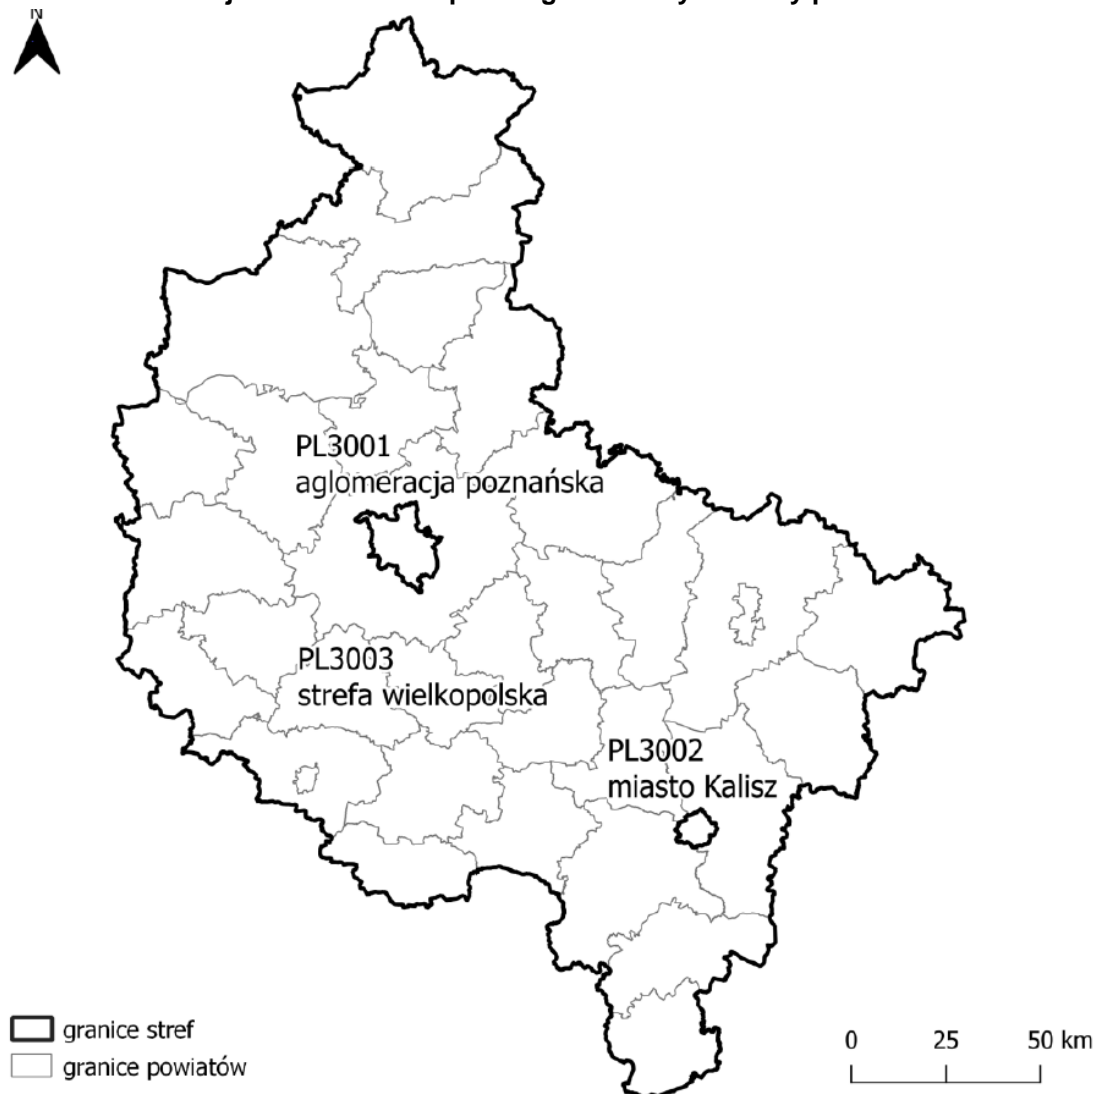 N
PL3001
aglomeracja poznańska
PL3003
strefa wielkopolska
PL3002
miasto Kalisz
granice stref
granice powiatów
0 25 50 km